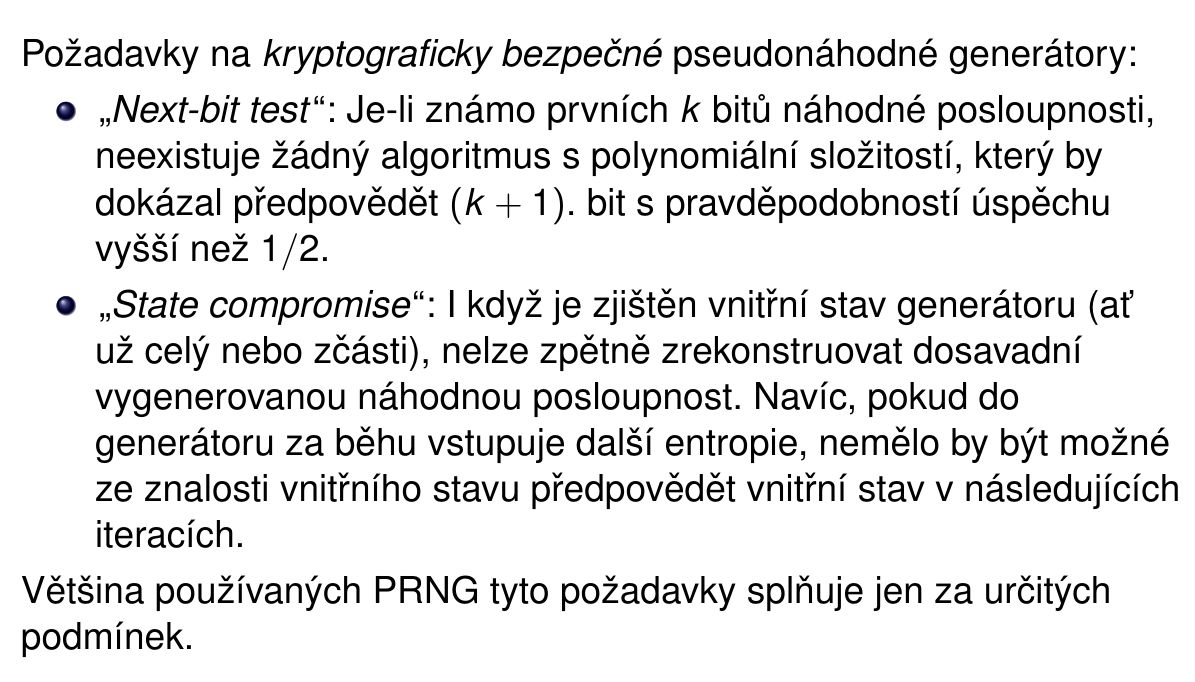 Požadavky na kryptograficky bezpečné pseudonáhodné generátory:
„Next-bit test“: Je-li známo prvních k bitů náhodné posloupnosti,
neexistuje žádný algoritmus s polynomiální složitostí, který by
dokázal předpovědět (k + 1). bit s pravděpodobností úspěchu
vyšší než 1/2.
„State compromise“: I když je zjištěn vnitřní stav generátoru (ať
už celý nebo zčásti), nelze zpětně zrekonstruovat dosavadní
vygenerovanou náhodnou posloupnost. Navíc, pokud do
generátoru za běhu vstupuje další entropie, nemělo by být možné
ze znalosti vnitřního stavu předpovědět vnitřní stav v následujících
iteracích.
Většina používaných PRNG tyto požadavky splňuje jen za určitých
podmínek.